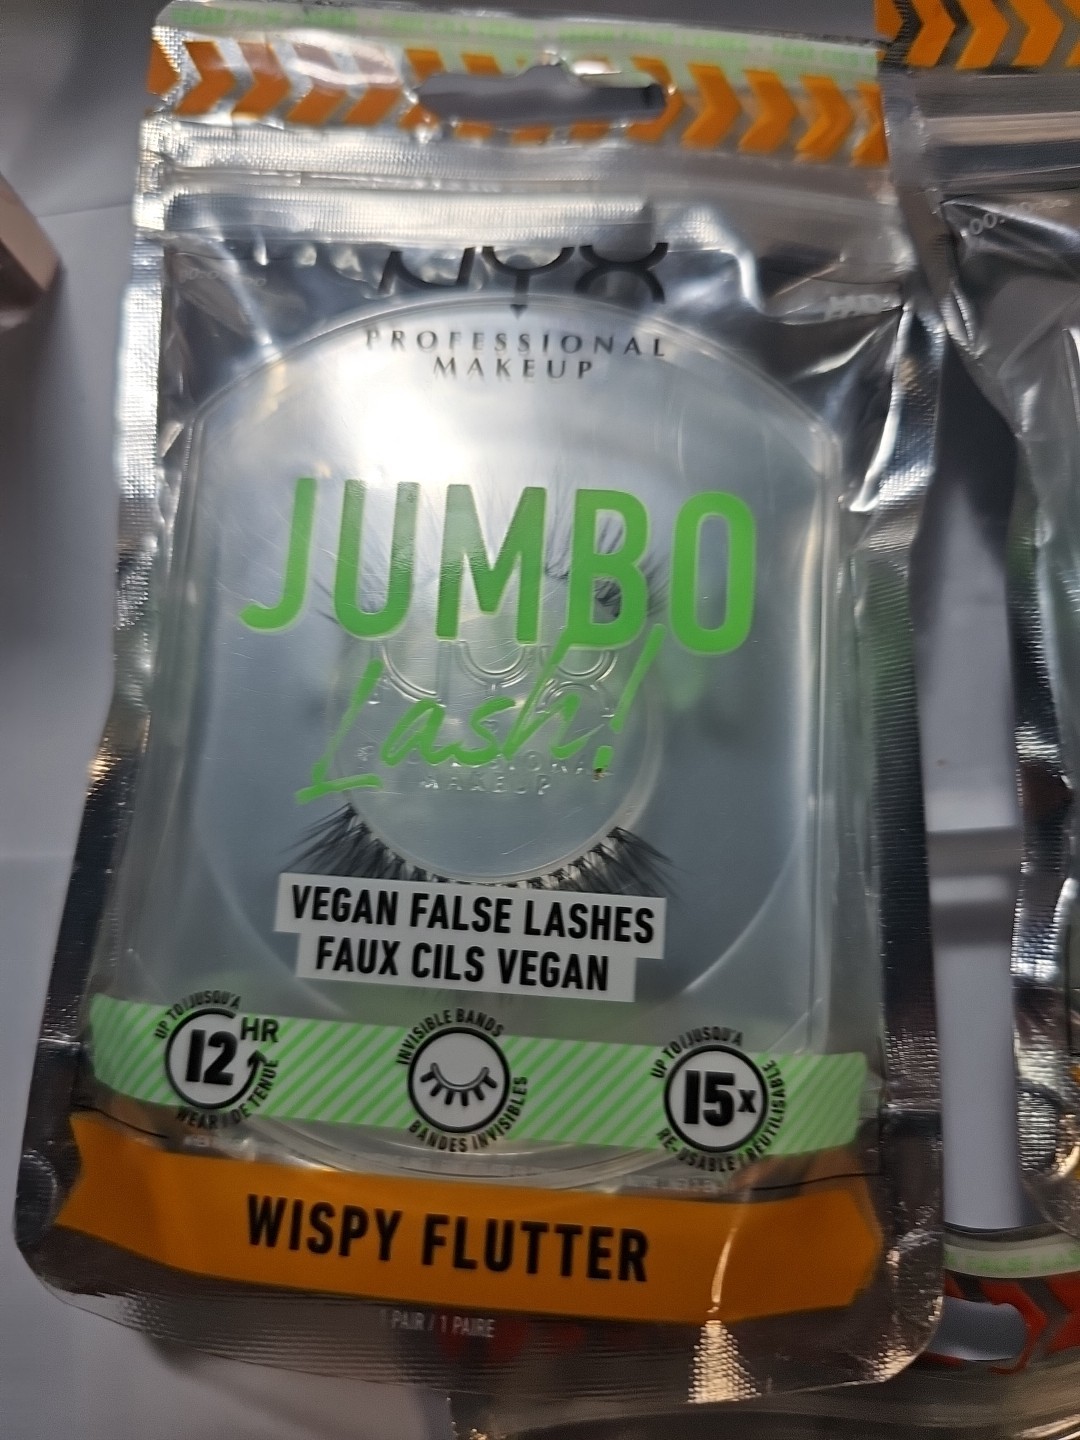 NYX
PROFESSIONAL
MAKEUP
JUMBO
Lash!
MAKEUP
VEGAN FALSE LASHES
FAUX CILS VEGAN
UP TO / JUSQU'A
12 HR
WEAR / DE TENUE
INVISIBLE BANDS
BANDES INVISIBLES
UP TO / JUSQU'A
15x
RE-USABLE / RÉUTILISABLE
WISPY FLUTTER
1 PAIR / 1 PAIRE